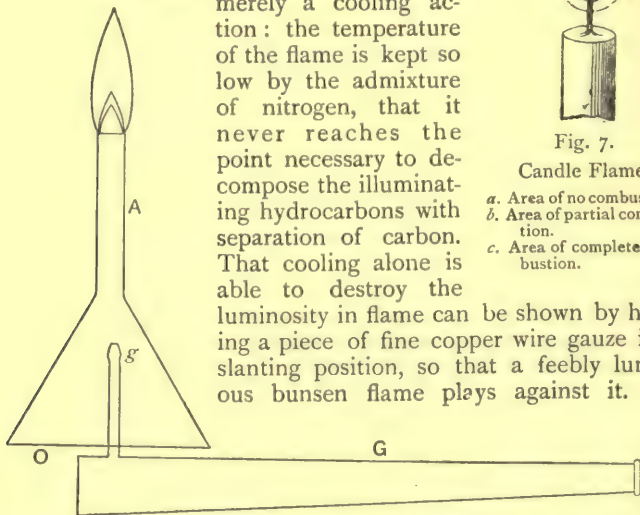 merely a cooling ac-
tion : the temperature
of the flame is kept so
low by the admixture
of nitrogen, that it
never reaches the
point necessary to de-
compose the illuminat-
ing hydrocarbons with
separation of carbon.
That cooling alone is
able to destroy the
luminosity in flame can be shown by h
ing a piece of fine copper wire gauze i
slanting position, so that a feebly lum
ous bunsen flame plays against it.
Fig. 7.
Candle Flame
a. Area of no combus
b. Area of partial com
tion.
c. Area of complete
bustion.
A
g
O
G